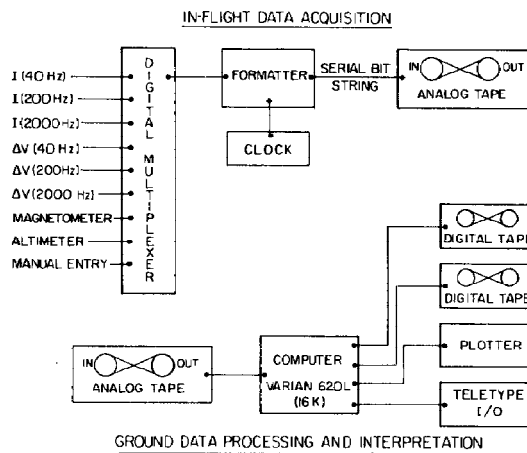 IN-FLIGHT DATA ACQUISITION
I (40 Hz)
I (200 Hz)
I (2000 Hz)
ΔV (40 Hz)
ΔV (200 Hz)
ΔV (2000 Hz)
MAGNETOMETER
ALTIMETER
MANUAL ENTRY
DIGITAL MULTIPLEXER
FORMATTER
CLOCK
SERIAL BIT
STRING
IN OUT
ANALOG TAPE
DIGITAL TAPE
DIGITAL TAPE
IN OUT
ANALOG TAPE
COMPUTER
VARIAN 620L
(16K)
PLOTTER
TELETYPE
I/O
GROUND DATA PROCESSING AND INTERPRETATION